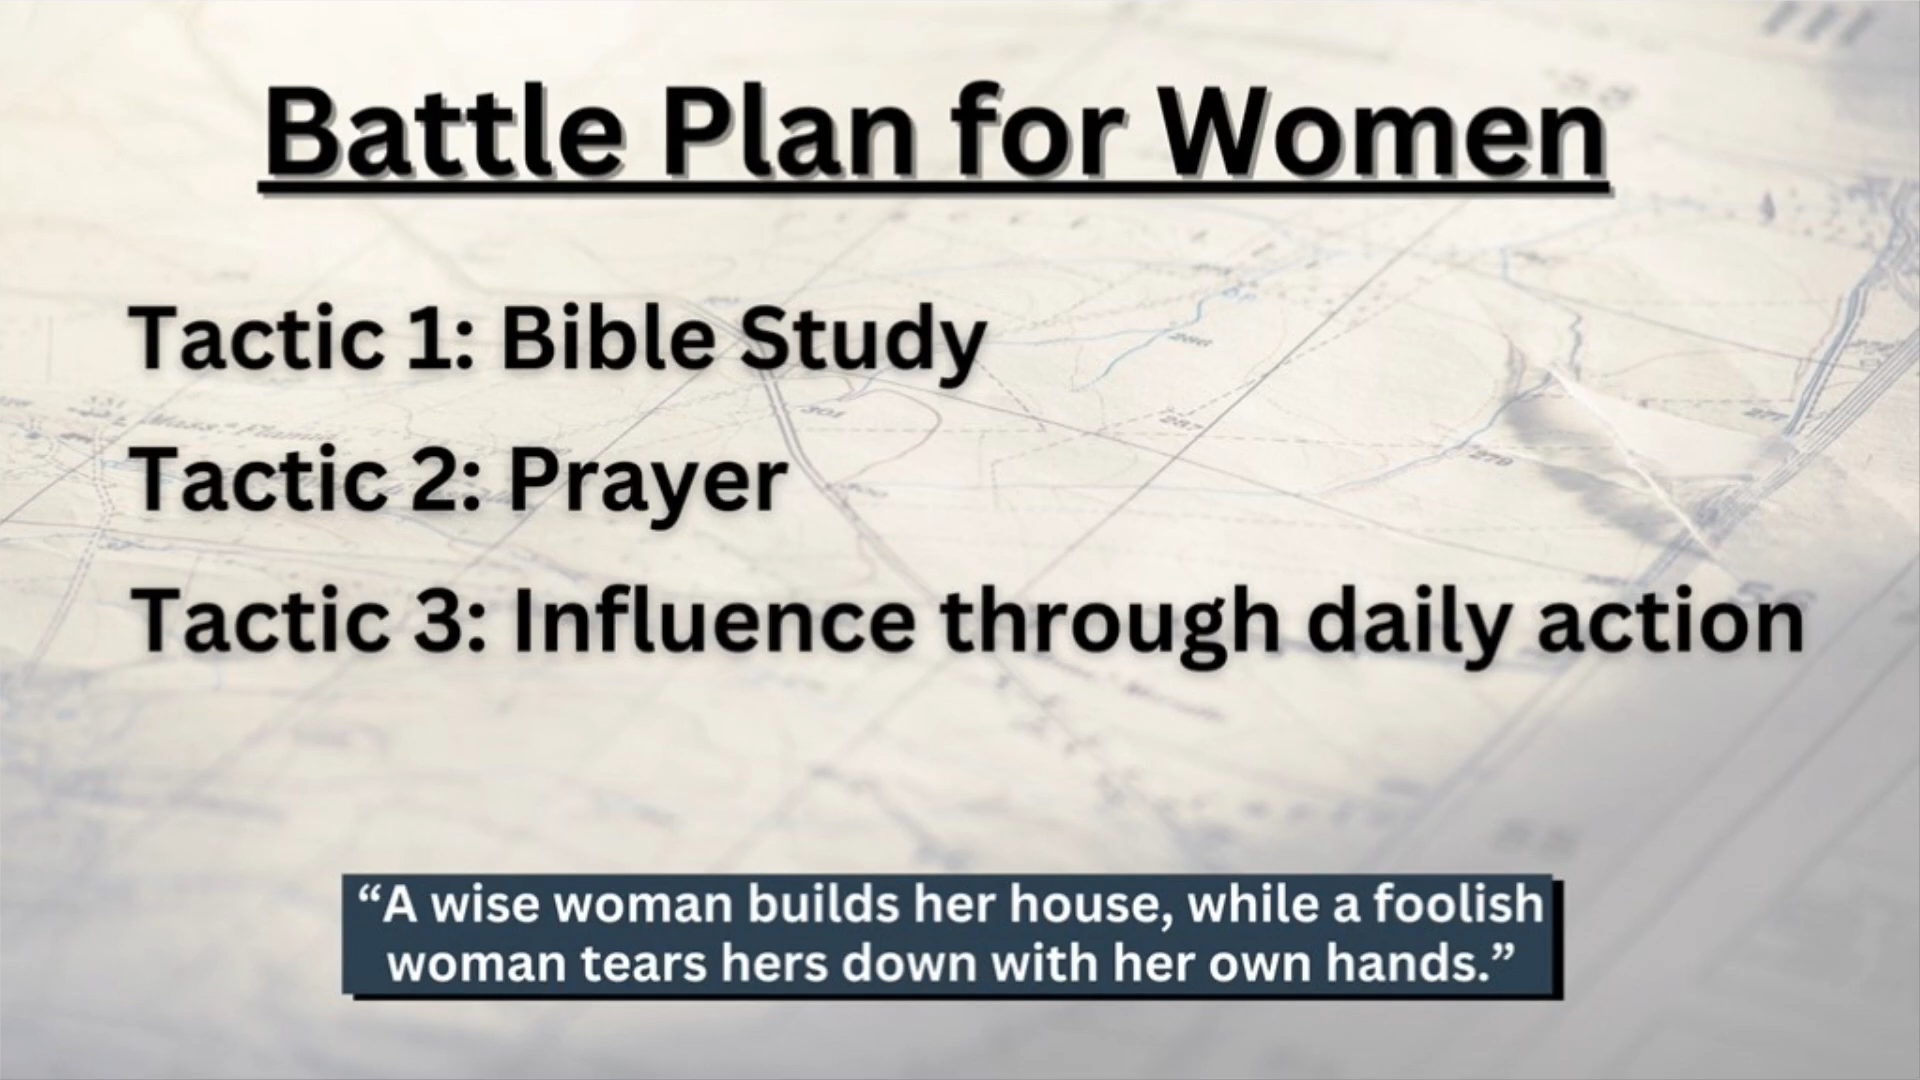 Battle Plan for Women
Tactic 1: Bible Study
Tactic 2: Prayer
Tactic 3: Influence through daily action
“A wise woman builds her house, while a foolish
woman tears hers down with her own hands.”